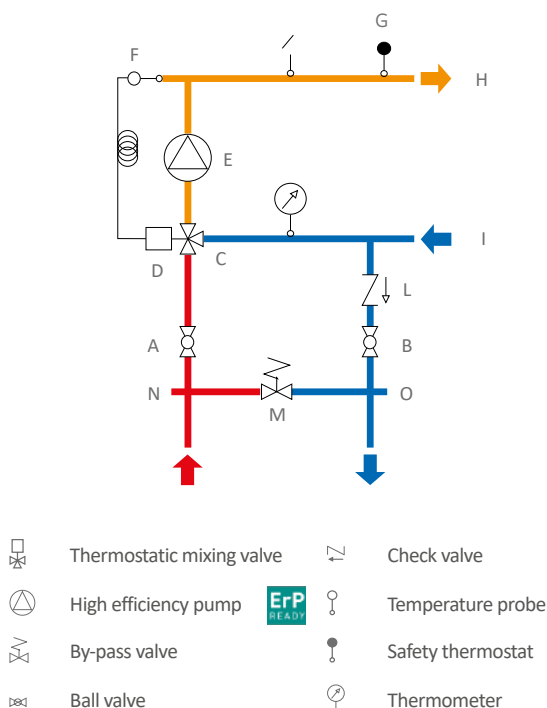 G
F
H
E
I
D
C
L
A
B
N
M
O
Thermostatic mixing valve
Check valve
High efficiency pump
ErP
READY
Temperature probe
By-pass valve
Safety thermostat
Ball valve
Thermometer